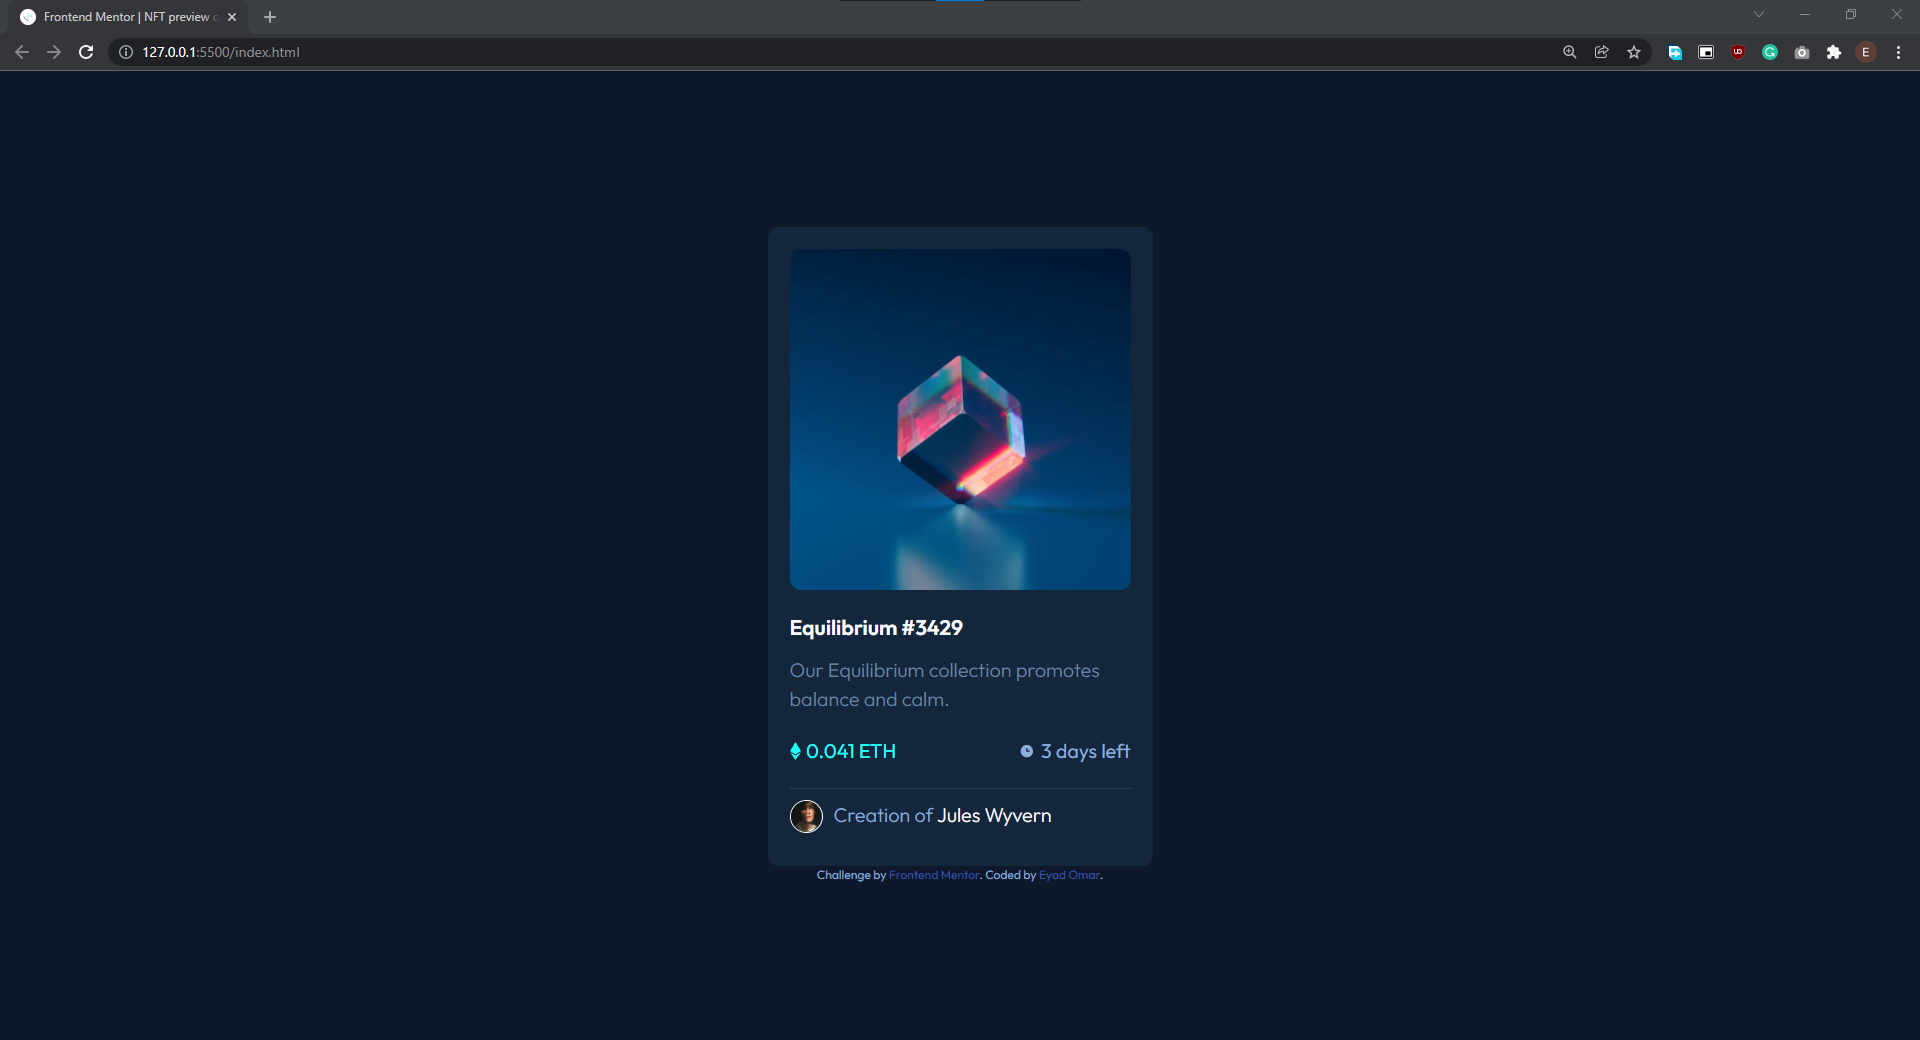 Frontend Mentor | NFT preview c
127.0.0.1:5500/index.html
E
Equilibrium #3429
Our Equilibrium collection promotes
balance and calm.
0.041 ETH
3 days left
Creation of Jules Wyvern
Challenge by Frontend Mentor. Coded by Eyad Omar.